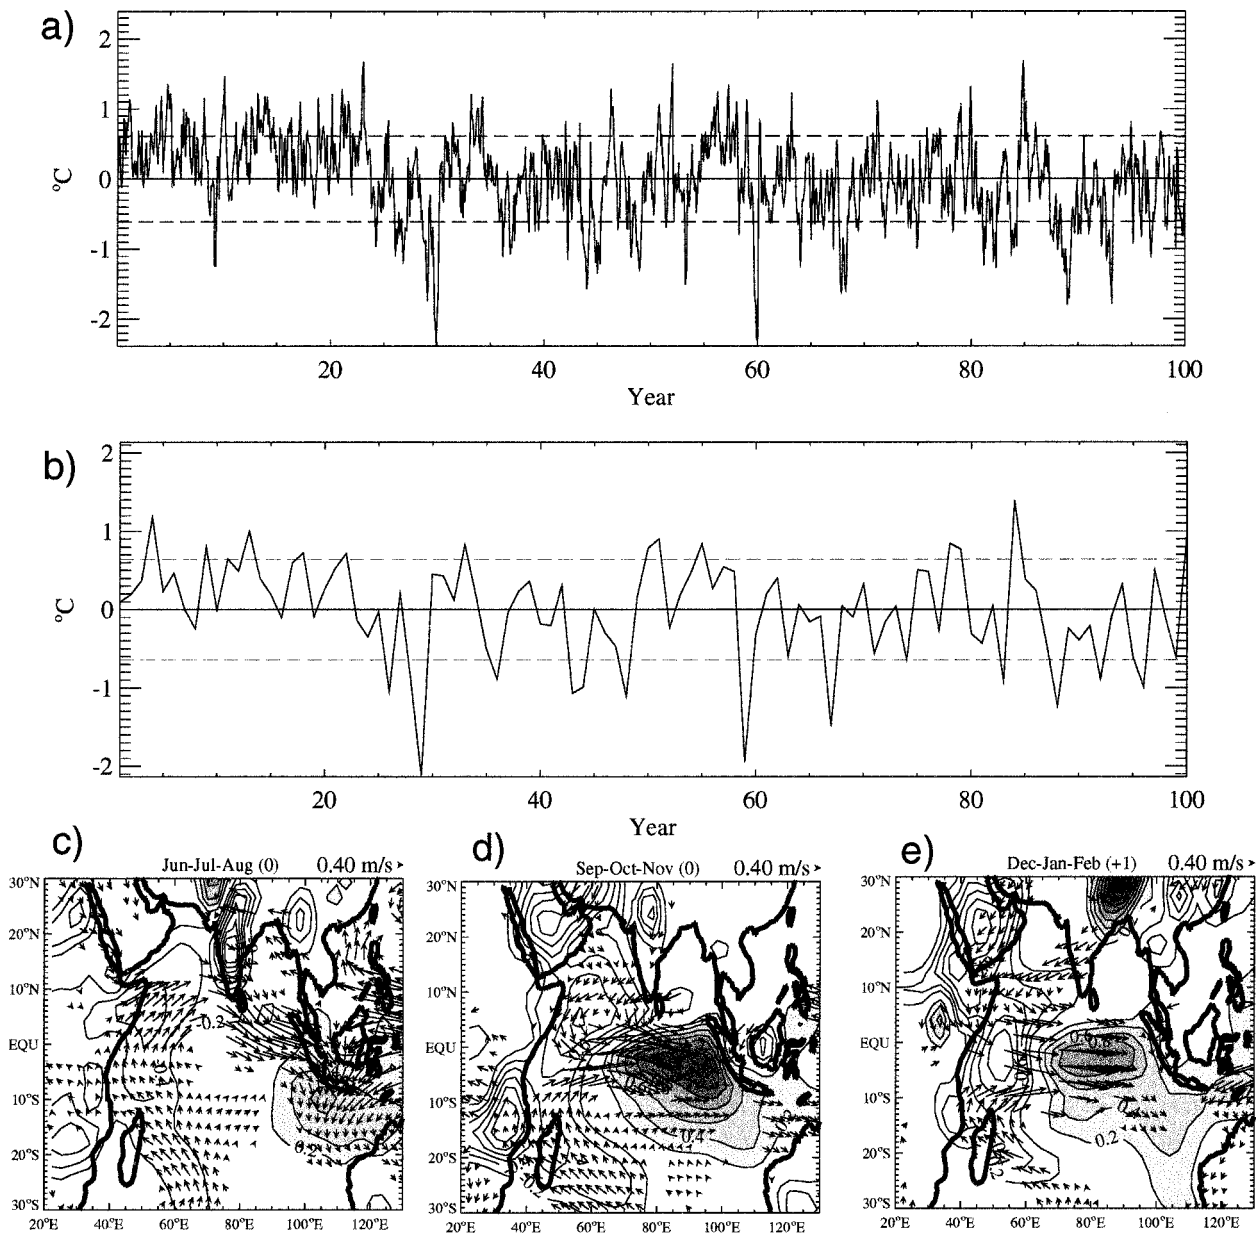 a)
2
1
0
-1
-2
°C
20
40
60
80
100
Year
b)
2
1
0
-1
-2
°C
20
40
60
80
100
Year
c)
Jun-Jul-Aug (0) 0.40 m/s
30°N
20°N
10°N
EQU
10°S
20°S
30°S
20°E 40°E 60°E 80°E 100°E 120°E
0.2
0.2
d)
Sep-Oct-Nov (0) 0.40 m/s
30°N
20°N
10°N
EQU
10°S
20°S
30°S
20°E 40°E 60°E 80°E 100°E 120°E
0.4
e)
Dec-Jan-Feb (+1) 0.40 m/s
30°N
20°N
10°N
EQU
10°S
20°S
30°S
20°E 40°E 60°E 80°E 100°E 120°E
0.2